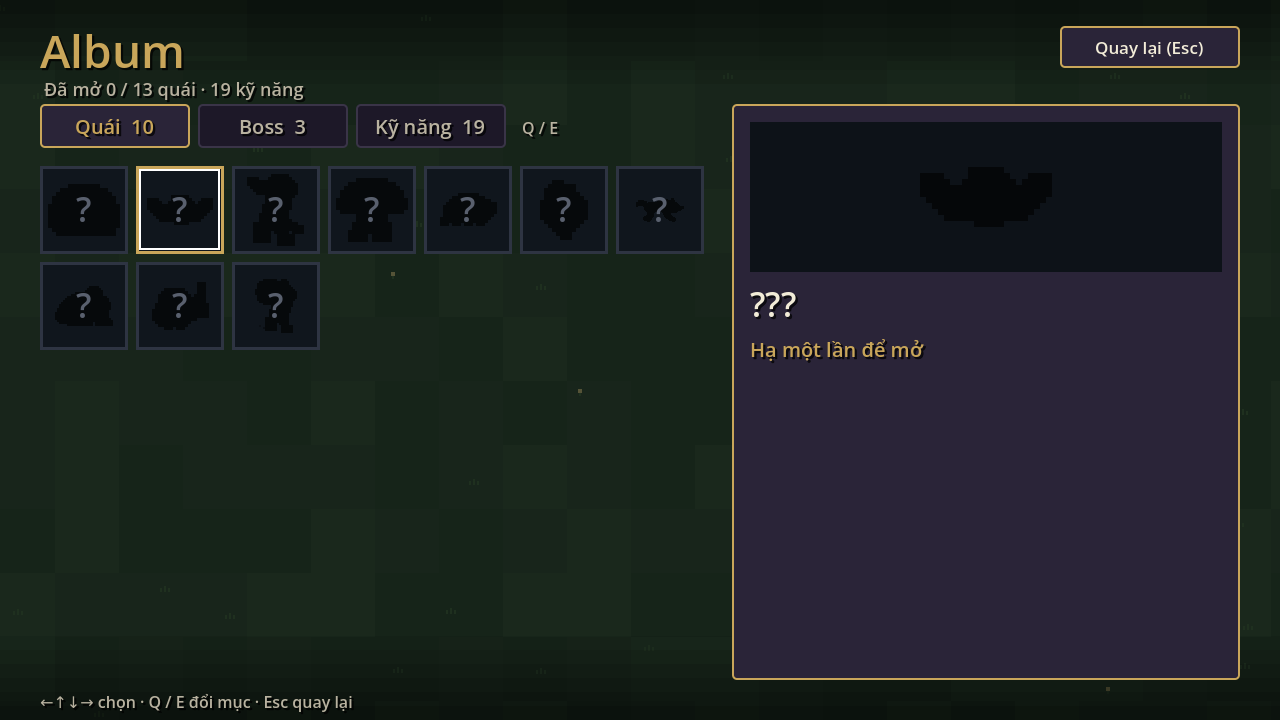 Album
Quay lại (Esc)
Đã mở 0 / 13 quái · 19 kỹ năng
Quái 10
Boss 3
Kỹ năng 19
Q / E
? ? ? ? ? ? ?
? ? ?
???
Hạ một lần để mở
←↑↓→ chọn · Q / E đổi mục · Esc quay lại